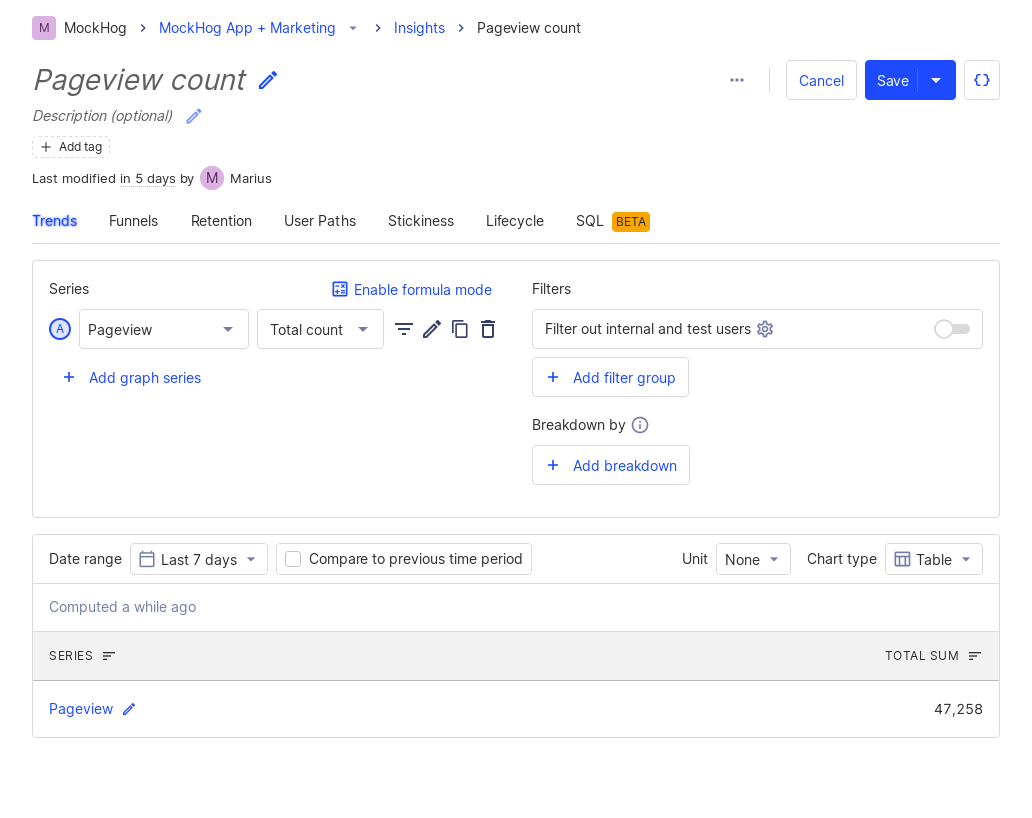 M MockHog MockHog App + Marketing Insights Pageview count
Pageview count
Cancel Save
Description (optional)
Add tag
Last modified in 5 days by M Marius
Trends Funnels Retention User Paths Stickiness Lifecycle SQL BETA
Series Enable formula mode
A Pageview Total count
Add graph series
Filters
Filter out internal and test users
Add filter group
Breakdown by
Add breakdown
Date range Last 7 days Compare to previous time period Unit None Chart type Table
Computed a while ago
SERIES TOTAL SUM
Pageview 47,258